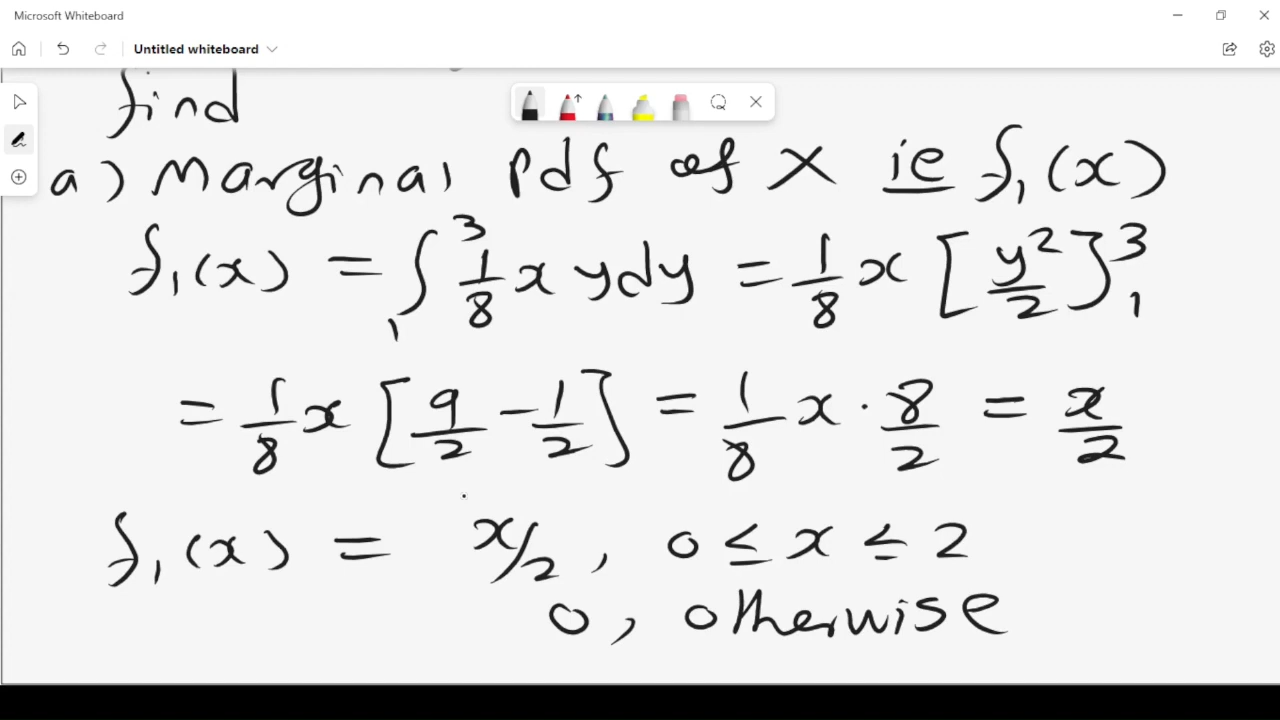 Microsoft Whiteboard
Untitled whiteboard
find
a) Marginal pdf of X ie f₁(x)
f₁(x) = ∫₁³ 1/8 x y dy = 1/8 x [y²/2]₁³
= 1/8 x [9/2 - 1/2] = 1/8 x · 8/2 = x/2
f₁(x) = x/2, 0 ≤ x ≤ 2
0, otherwise